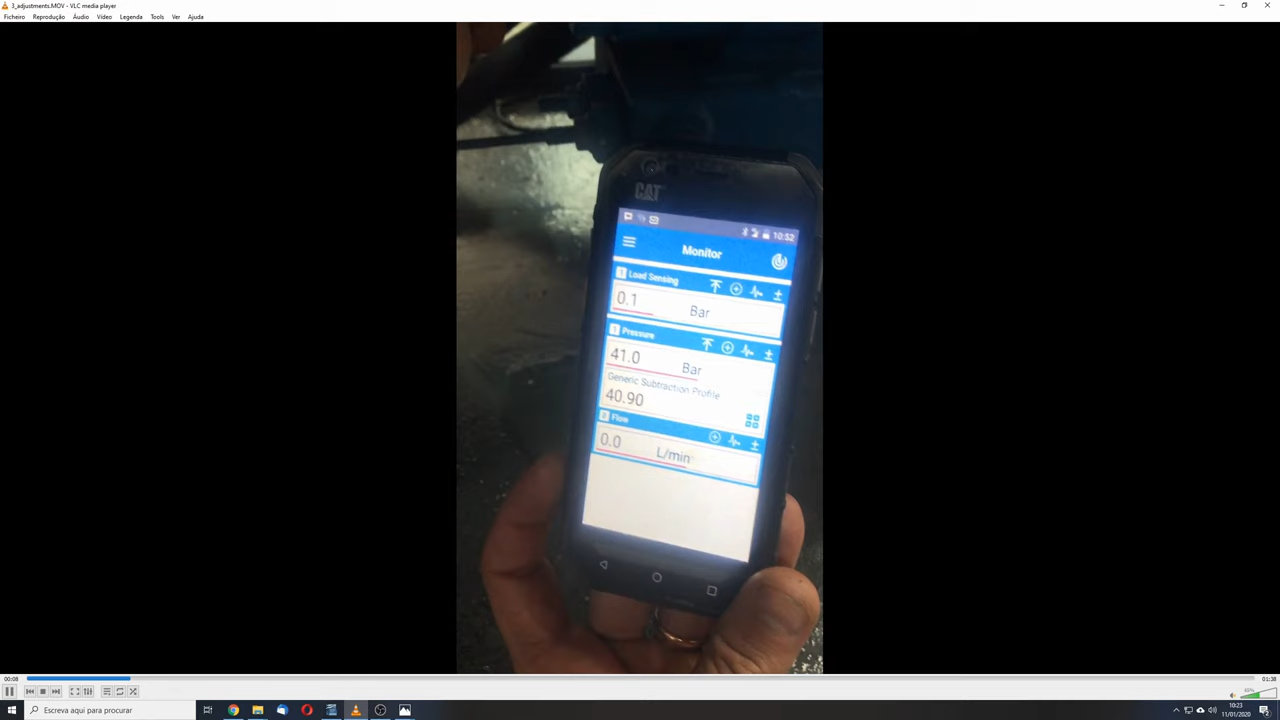 3_adjustments.MOV - VLC media player
Ficheiro Reprodução Áudio Vídeo Legenda Tools Ver Ajuda
CAT
10:52
Monitor
1 Load Sensing
0.1 Bar
1 Pressure
41.0 Bar
Generic Subtraction Profile
40.90
Flow
0.0 L/min
00:08
01:38
Escreva aqui para procurar
10:23
11/01/2020